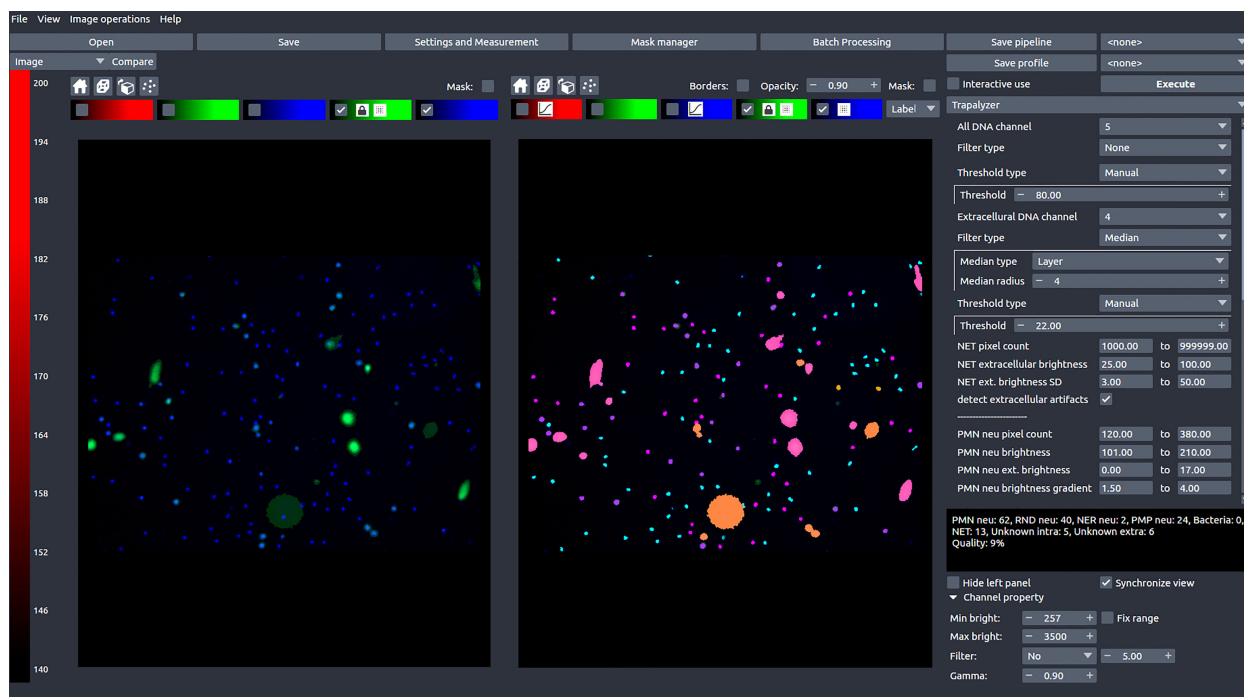 File View Image operations Help
Open Save Settings and Measurement Mask manager Batch Processing Save pipeline <none>
Image Compare Save profile <none>
Mask: Borders: Opacity: − 0.90 + Mask: Interactive use Execute
Label
Trapalyzer
200
194
188
182
176
170
164
158
152
146
140
All DNA channel 5
Filter type None
Threshold type Manual
Threshold − 80.00 +
Extracellural DNA channel 4
Filter type Median
Median type Layer
Median radius − 4 +
Threshold type Manual
Threshold − 22.00 +
NET pixel count 1000.00 to 999999.00
NET extracellular brightness 25.00 to 100.00
NET ext. brightness SD 3.00 to 50.00
detect extracellular artifacts
-----------------------
PMN neu pixel count 120.00 to 380.00
PMN neu brightness 101.00 to 210.00
PMN neu ext. brightness 0.00 to 17.00
PMN neu brightness gradient 1.50 to 4.00
PMN neu: 62, RND neu: 40, NER neu: 2, PMP neu: 24, Bacteria: 0,
NET: 13, Unknown intra: 5, Unknown extra: 6
Quality: 9%
Hide left panel Synchronize view
Channel property
Min bright: − 257 + Fix range
Max bright: − 3500 +
Filter: No − 5.00 +
Gamma: − 0.90 +